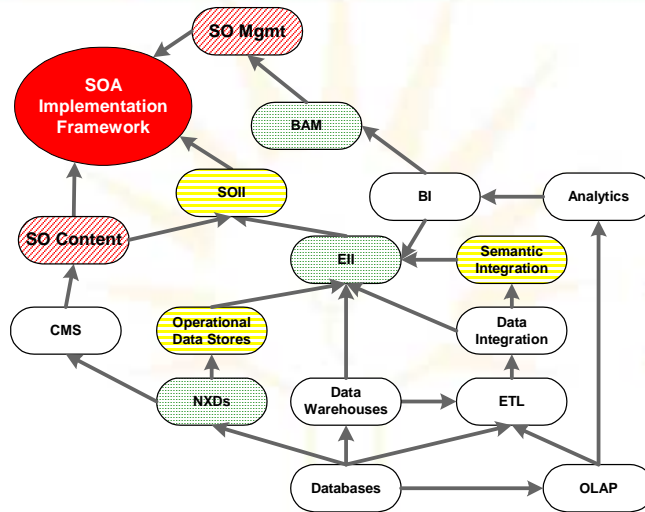 SO Mgmt
SOA
Implementation
Framework
BAM
SOII
BI
Analytics
SO Content
EII
Semantic
Integration
CMS
Operational
Data Stores
Data
Integration
NXDs
Data
Warehouses
ETL
Databases
OLAP